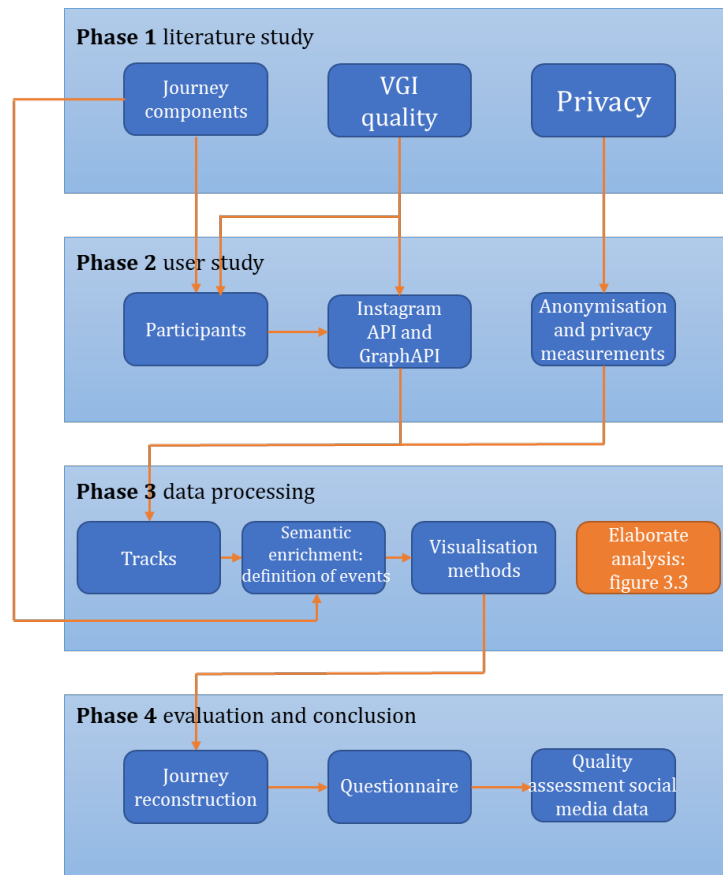 Phase 1 literature study
Journey
components
VGI
quality
Privacy
Phase 2 user study
Participants
Instagram
API and
GraphAPI
Anonymisation
and privacy
measurements
Phase 3 data processing
Tracks
Semantic
enrichment:
definition of events
Visualisation
methods
Elaborate
analysis:
figure 3.3
Phase 4 evaluation and conclusion
Journey
reconstruction
Questionnaire
Quality
assessment social
media data